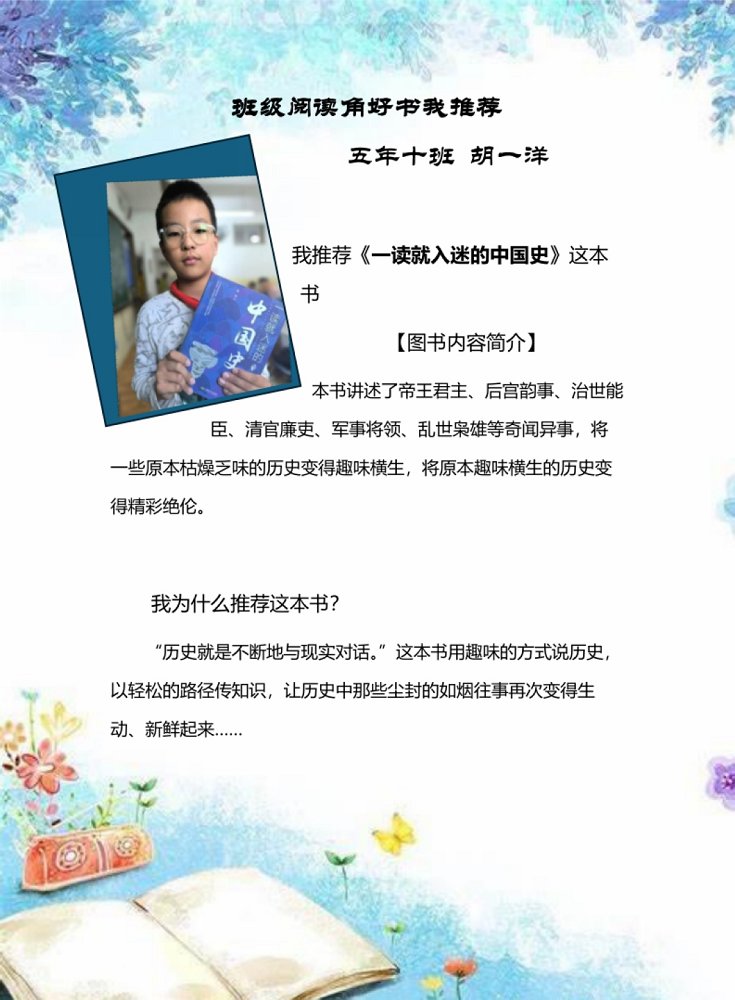 班级阅读角好书我推荐
五年十班 胡一洋
我推荐《一读就入迷的中国史》这本
书
【图书内容简介】
本书讲述了帝王君主、后宫韵事、治世能
臣、清官廉吏、军事将领、乱世枭雄等奇闻异事，将
一些原本枯燥乏味的历史变得趣味横生，将原本趣味横生的历史变
得精彩绝伦。
我为什么推荐这本书？
“历史就是不断地与现实对话。”这本书用趣味的方式说历史，
以轻松的路径传知识，让历史中那些尘封的如烟往事再次变得生
动、新鲜起来……
一读就入迷的
中国史